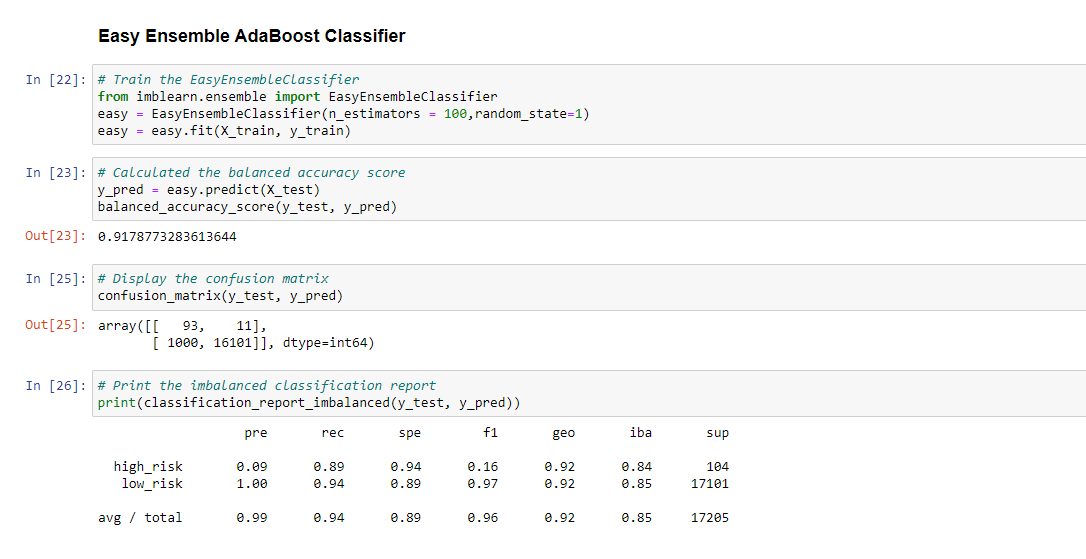 Easy Ensemble AdaBoost Classifier
In [22]: # Train the EasyEnsembleClassifier
from imblearn.ensemble import EasyEnsembleClassifier
easy = EasyEnsembleClassifier(n_estimators = 100,random_state=1)
easy = easy.fit(X_train, y_train)
In [23]: # Calculated the balanced accuracy score
y_pred = easy.predict(X_test)
balanced_accuracy_score(y_test, y_pred)
Out[23]: 0.9178773283613644
In [25]: # Display the confusion matrix
confusion_matrix(y_test, y_pred)
Out[25]: array([[   93,    11],
       [ 1000, 16101]], dtype=int64)
In [26]: # Print the imbalanced classification report
print(classification_report_imbalanced(y_test, y_pred))
pre rec spe f1 geo iba sup
high_risk 0.09 0.89 0.94 0.16 0.92 0.84 104
low_risk 1.00 0.94 0.89 0.97 0.92 0.85 17101
avg / total 0.99 0.94 0.89 0.96 0.92 0.85 17205